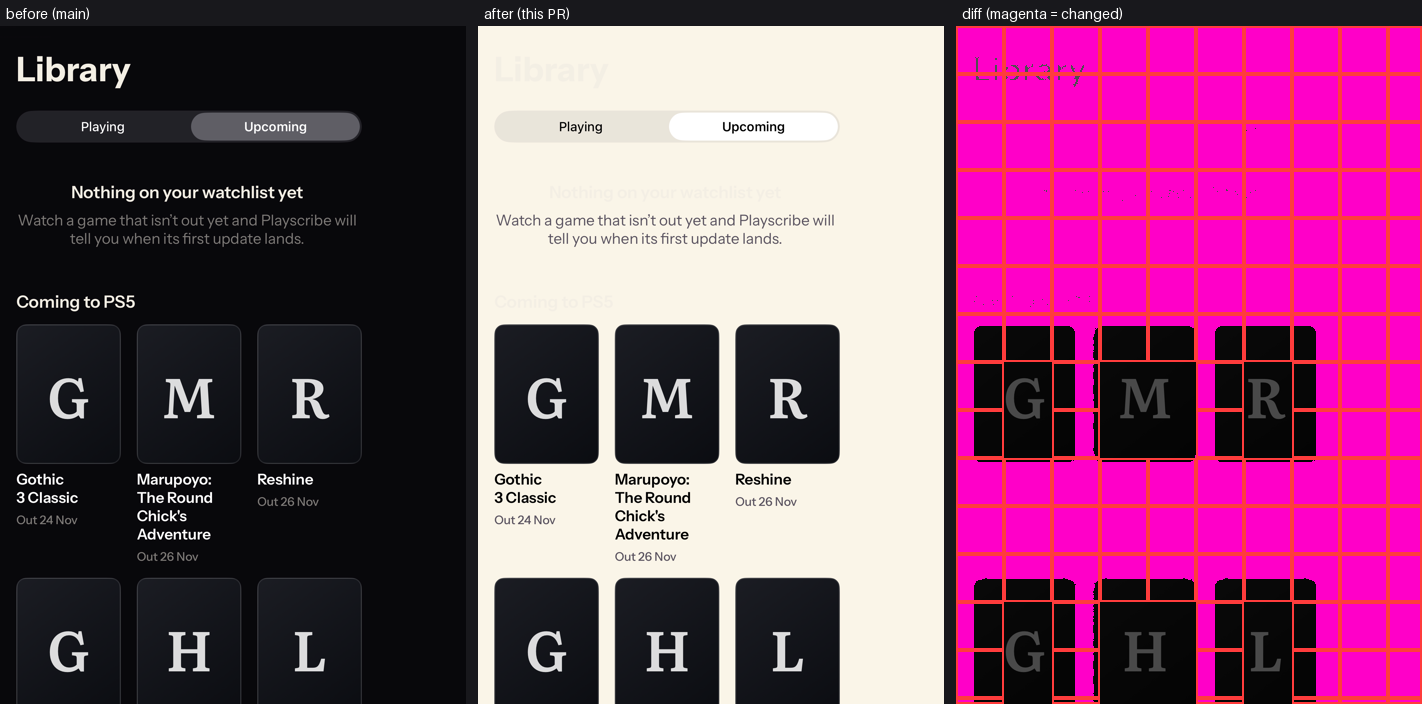 before (main)
Library
Playing
Upcoming
Nothing on your watchlist yet
Watch a game that isn't out yet and Playscribe will
tell you when its first update lands.
Coming to PS5
G
M
R
Gothic
3 Classic
Out 24 Nov
Marupoyo:
The Round
Chick's
Adventure
Out 26 Nov
Reshine
Out 26 Nov
G
H
L
after (this PR)
Library
Playing
Upcoming
Nothing on your watchlist yet
Watch a game that isn't out yet and Playscribe will
tell you when its first update lands.
Coming to PS5
G
M
R
Gothic
3 Classic
Out 24 Nov
Marupoyo:
The Round
Chick's
Adventure
Out 26 Nov
Reshine
Out 26 Nov
G
H
L
diff (magenta = changed)
Library
G
M
R
G
H
L